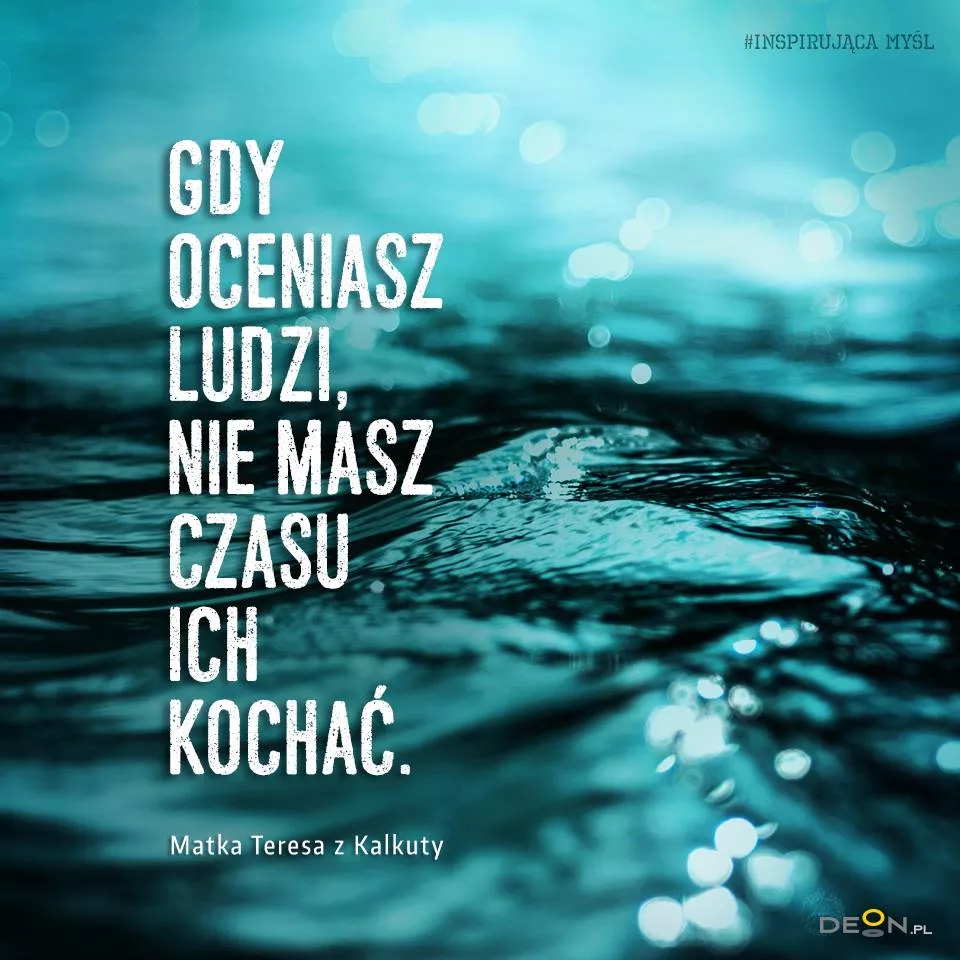 #INSPIRUJĄCA MYŚL
GDY
OCENIASZ
LUDZI,
NIE MASZ
CZASU
ICH
KOCHAĆ.
Matka Teresa z Kalkuty
DEON.PL